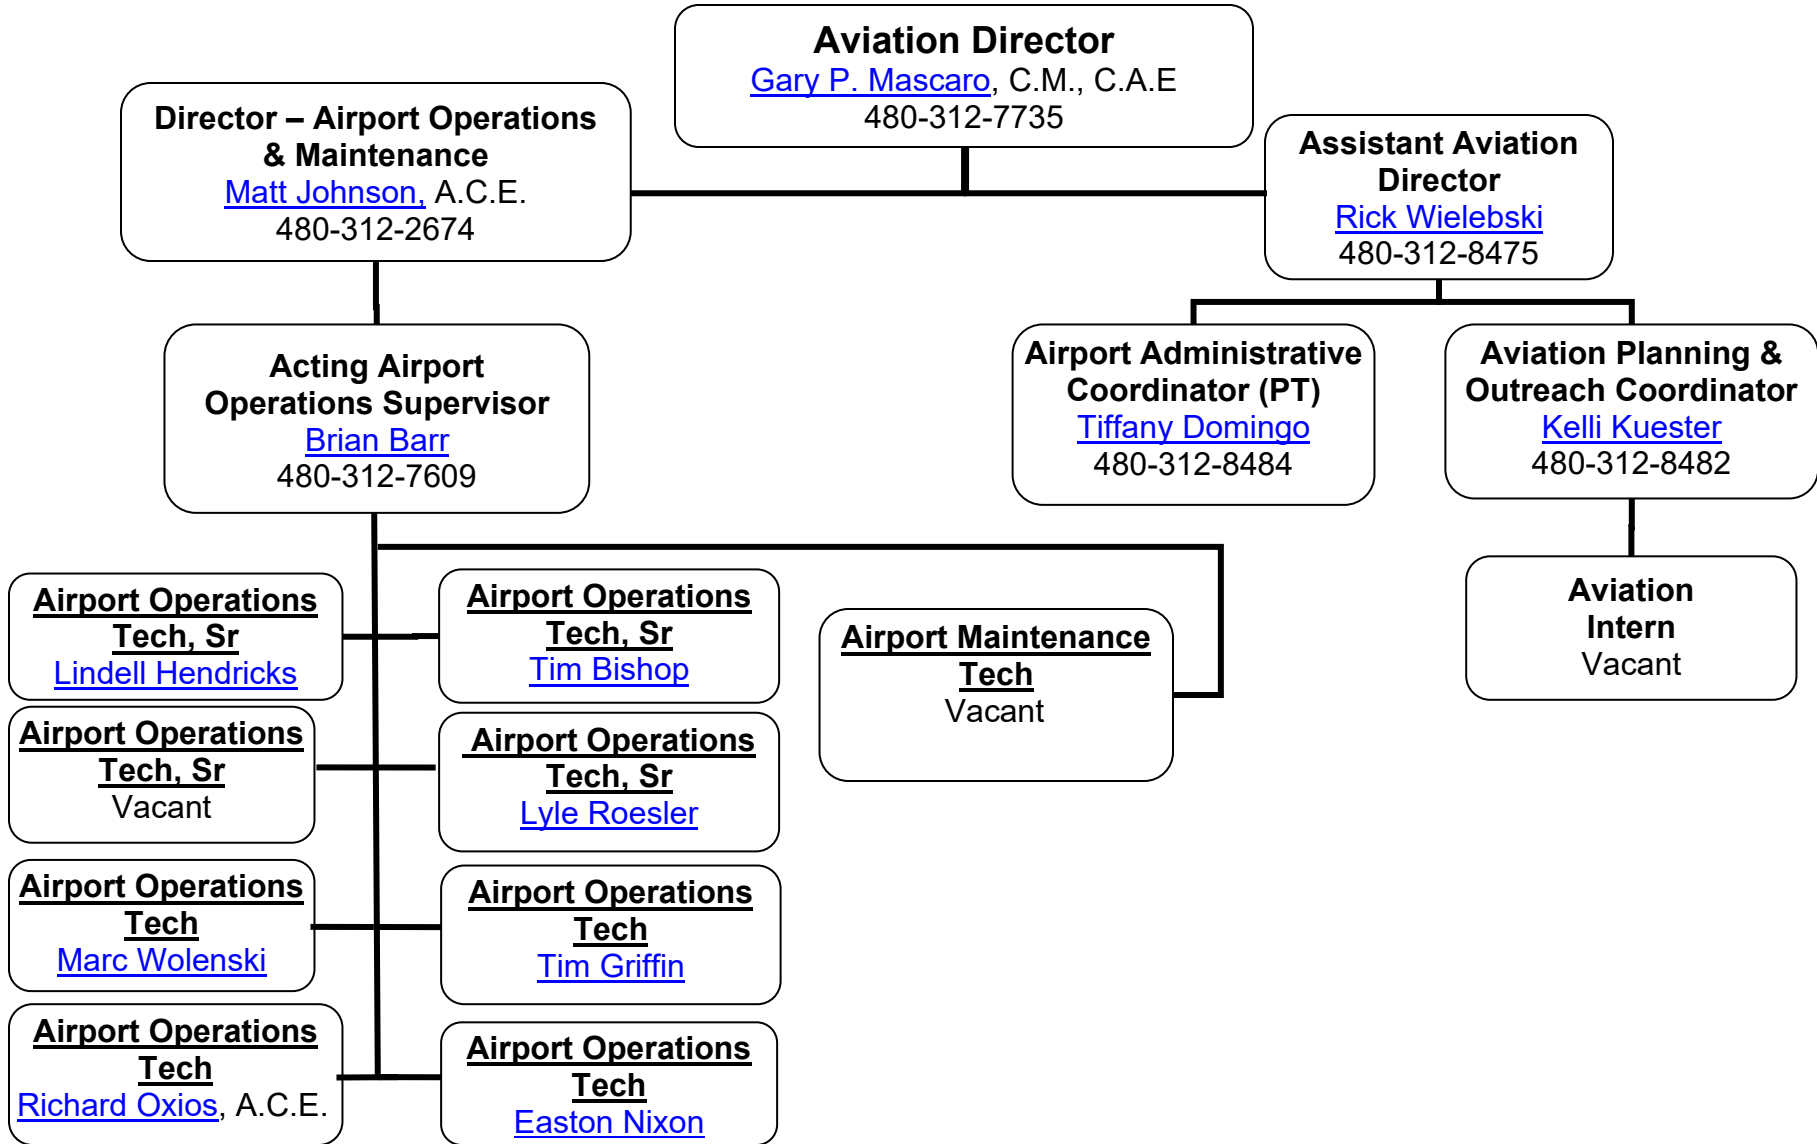 Aviation Director
Gary P. Mascaro, C.M., C.A.E
480-312-7735
Director – Airport Operations
& Maintenance
Matt Johnson, A.C.E.
480-312-2674
Assistant Aviation
Director
Rick Wielebski
480-312-8475
Acting Airport
Operations Supervisor
Brian Barr
480-312-7609
Airport Administrative
Coordinator (PT)
Tiffany Domingo
480-312-8484
Aviation Planning &
Outreach Coordinator
Kelli Kuester
480-312-8482
Airport Operations
Tech, Sr
Lindell Hendricks
Airport Operations
Tech, Sr
Tim Bishop
Airport Maintenance
Tech
Vacant
Aviation
Intern
Vacant
Airport Operations
Tech, Sr
Vacant
Airport Operations
Tech, Sr
Lyle Roesler
Airport Operations
Tech
Marc Wolenski
Airport Operations
Tech
Tim Griffin
Airport Operations
Tech
Richard Oxios, A.C.E.
Airport Operations
Tech
Easton Nixon